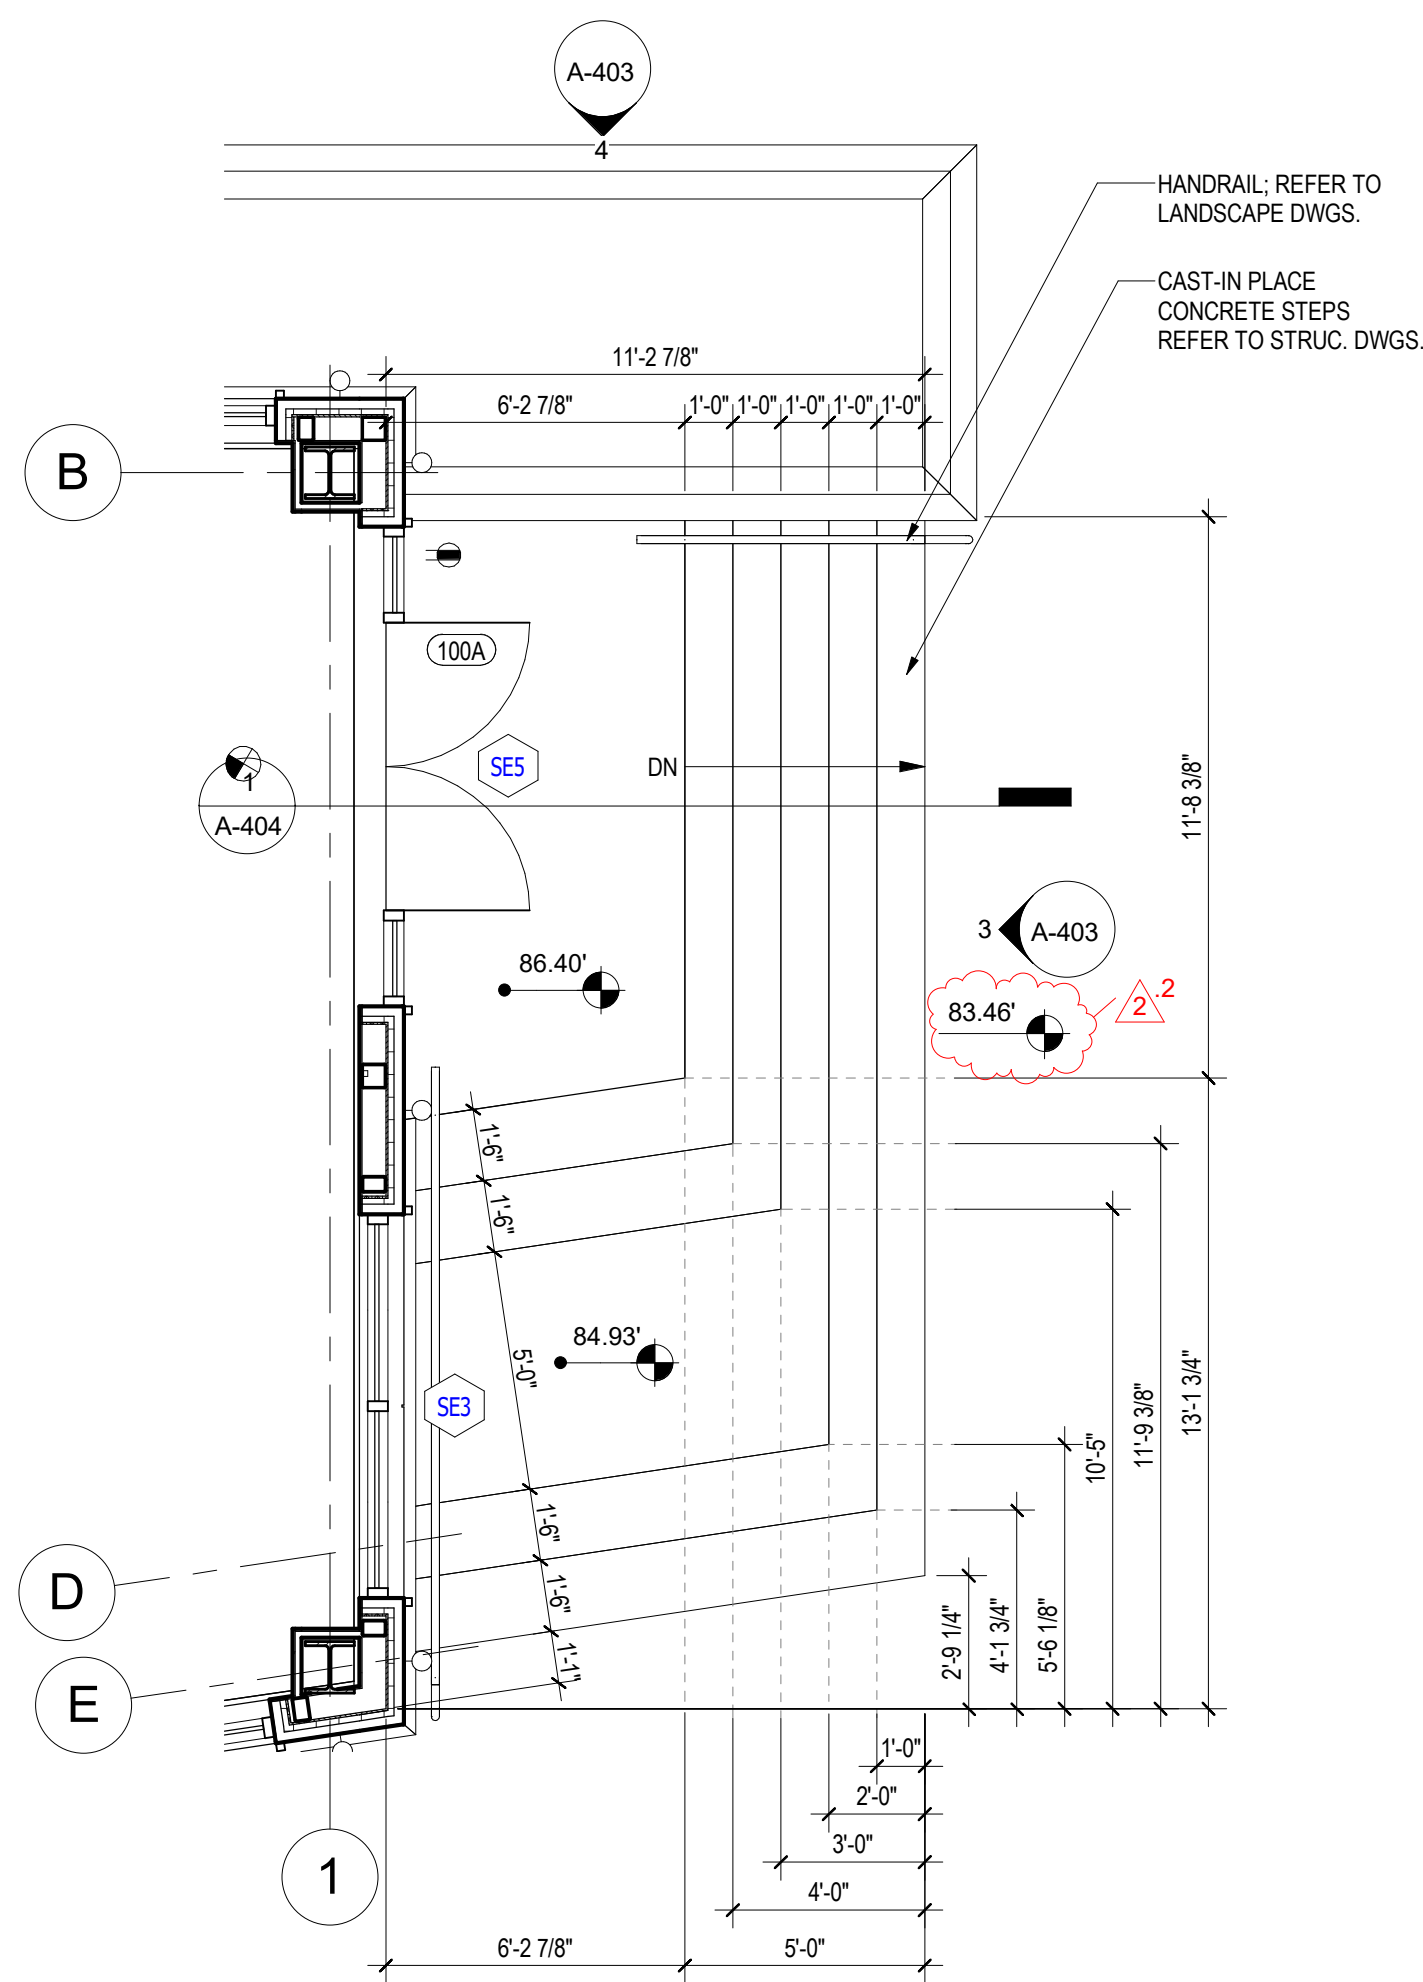 A-403
4
HANDRAIL; REFER TO
LANDSCAPE DWGS.
CAST-IN PLACE
CONCRETE STEPS
REFER TO STRUC. DWGS.
11'-2 7/8"
6'-2 7/8"
1'-0"
1'-0"
1'-0"
1'-0"
1'-0"
B
100A
SE5
DN
1
A-404
11'-8 3/8"
3
A-403
86.40'
83.46'
2
.2
1'-6"
1'-6"
5'-0"
84.93'
SE3
1'-6"
1'-6"
1'-1"
13'-1 3/4"
11'-9 3/8"
10'-5"
5'-6 1/8"
4'-1 3/4"
2'-9 1/4"
D
E
1'-0"
2'-0"
3'-0"
4'-0"
1
6'-2 7/8"
5'-0"